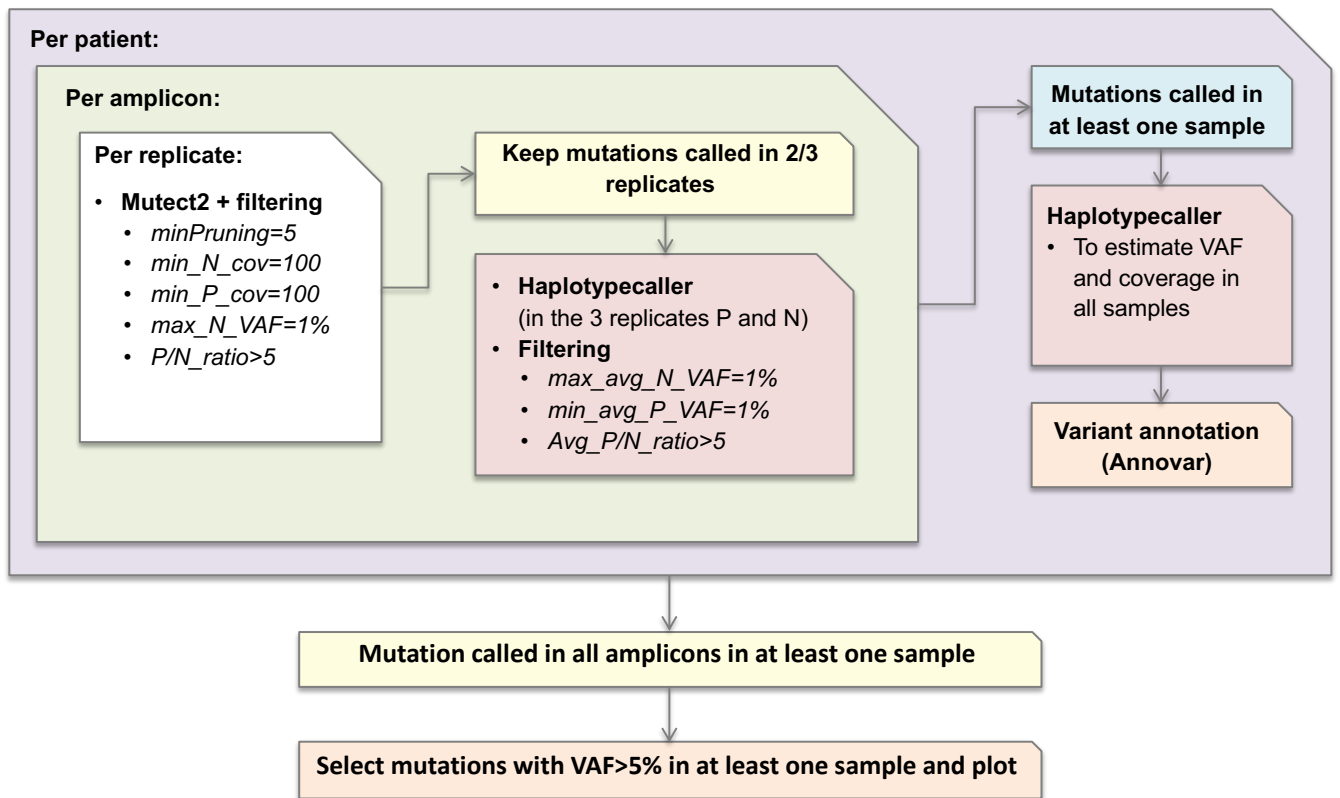 Per patient:
Per amplicon:
Per replicate:
• Mutect2 + filtering
• minPruning=5
• min_N_cov=100
• min_P_cov=100
• max_N_VAF=1%
• P/N_ratio>5
Keep mutations called in 2/3
replicates
• Haplotypecaller
(in the 3 replicates P and N)
• Filtering
• max_avg_N_VAF=1%
• min_avg_P_VAF=1%
• Avg_P/N_ratio>5
Mutations called in
at least one sample
Haplotypecaller
• To estimate VAF
and coverage in
all samples
Variant annotation
(Annovar)
Mutation called in all amplicons in at least one sample
Select mutations with VAF>5% in at least one sample and plot